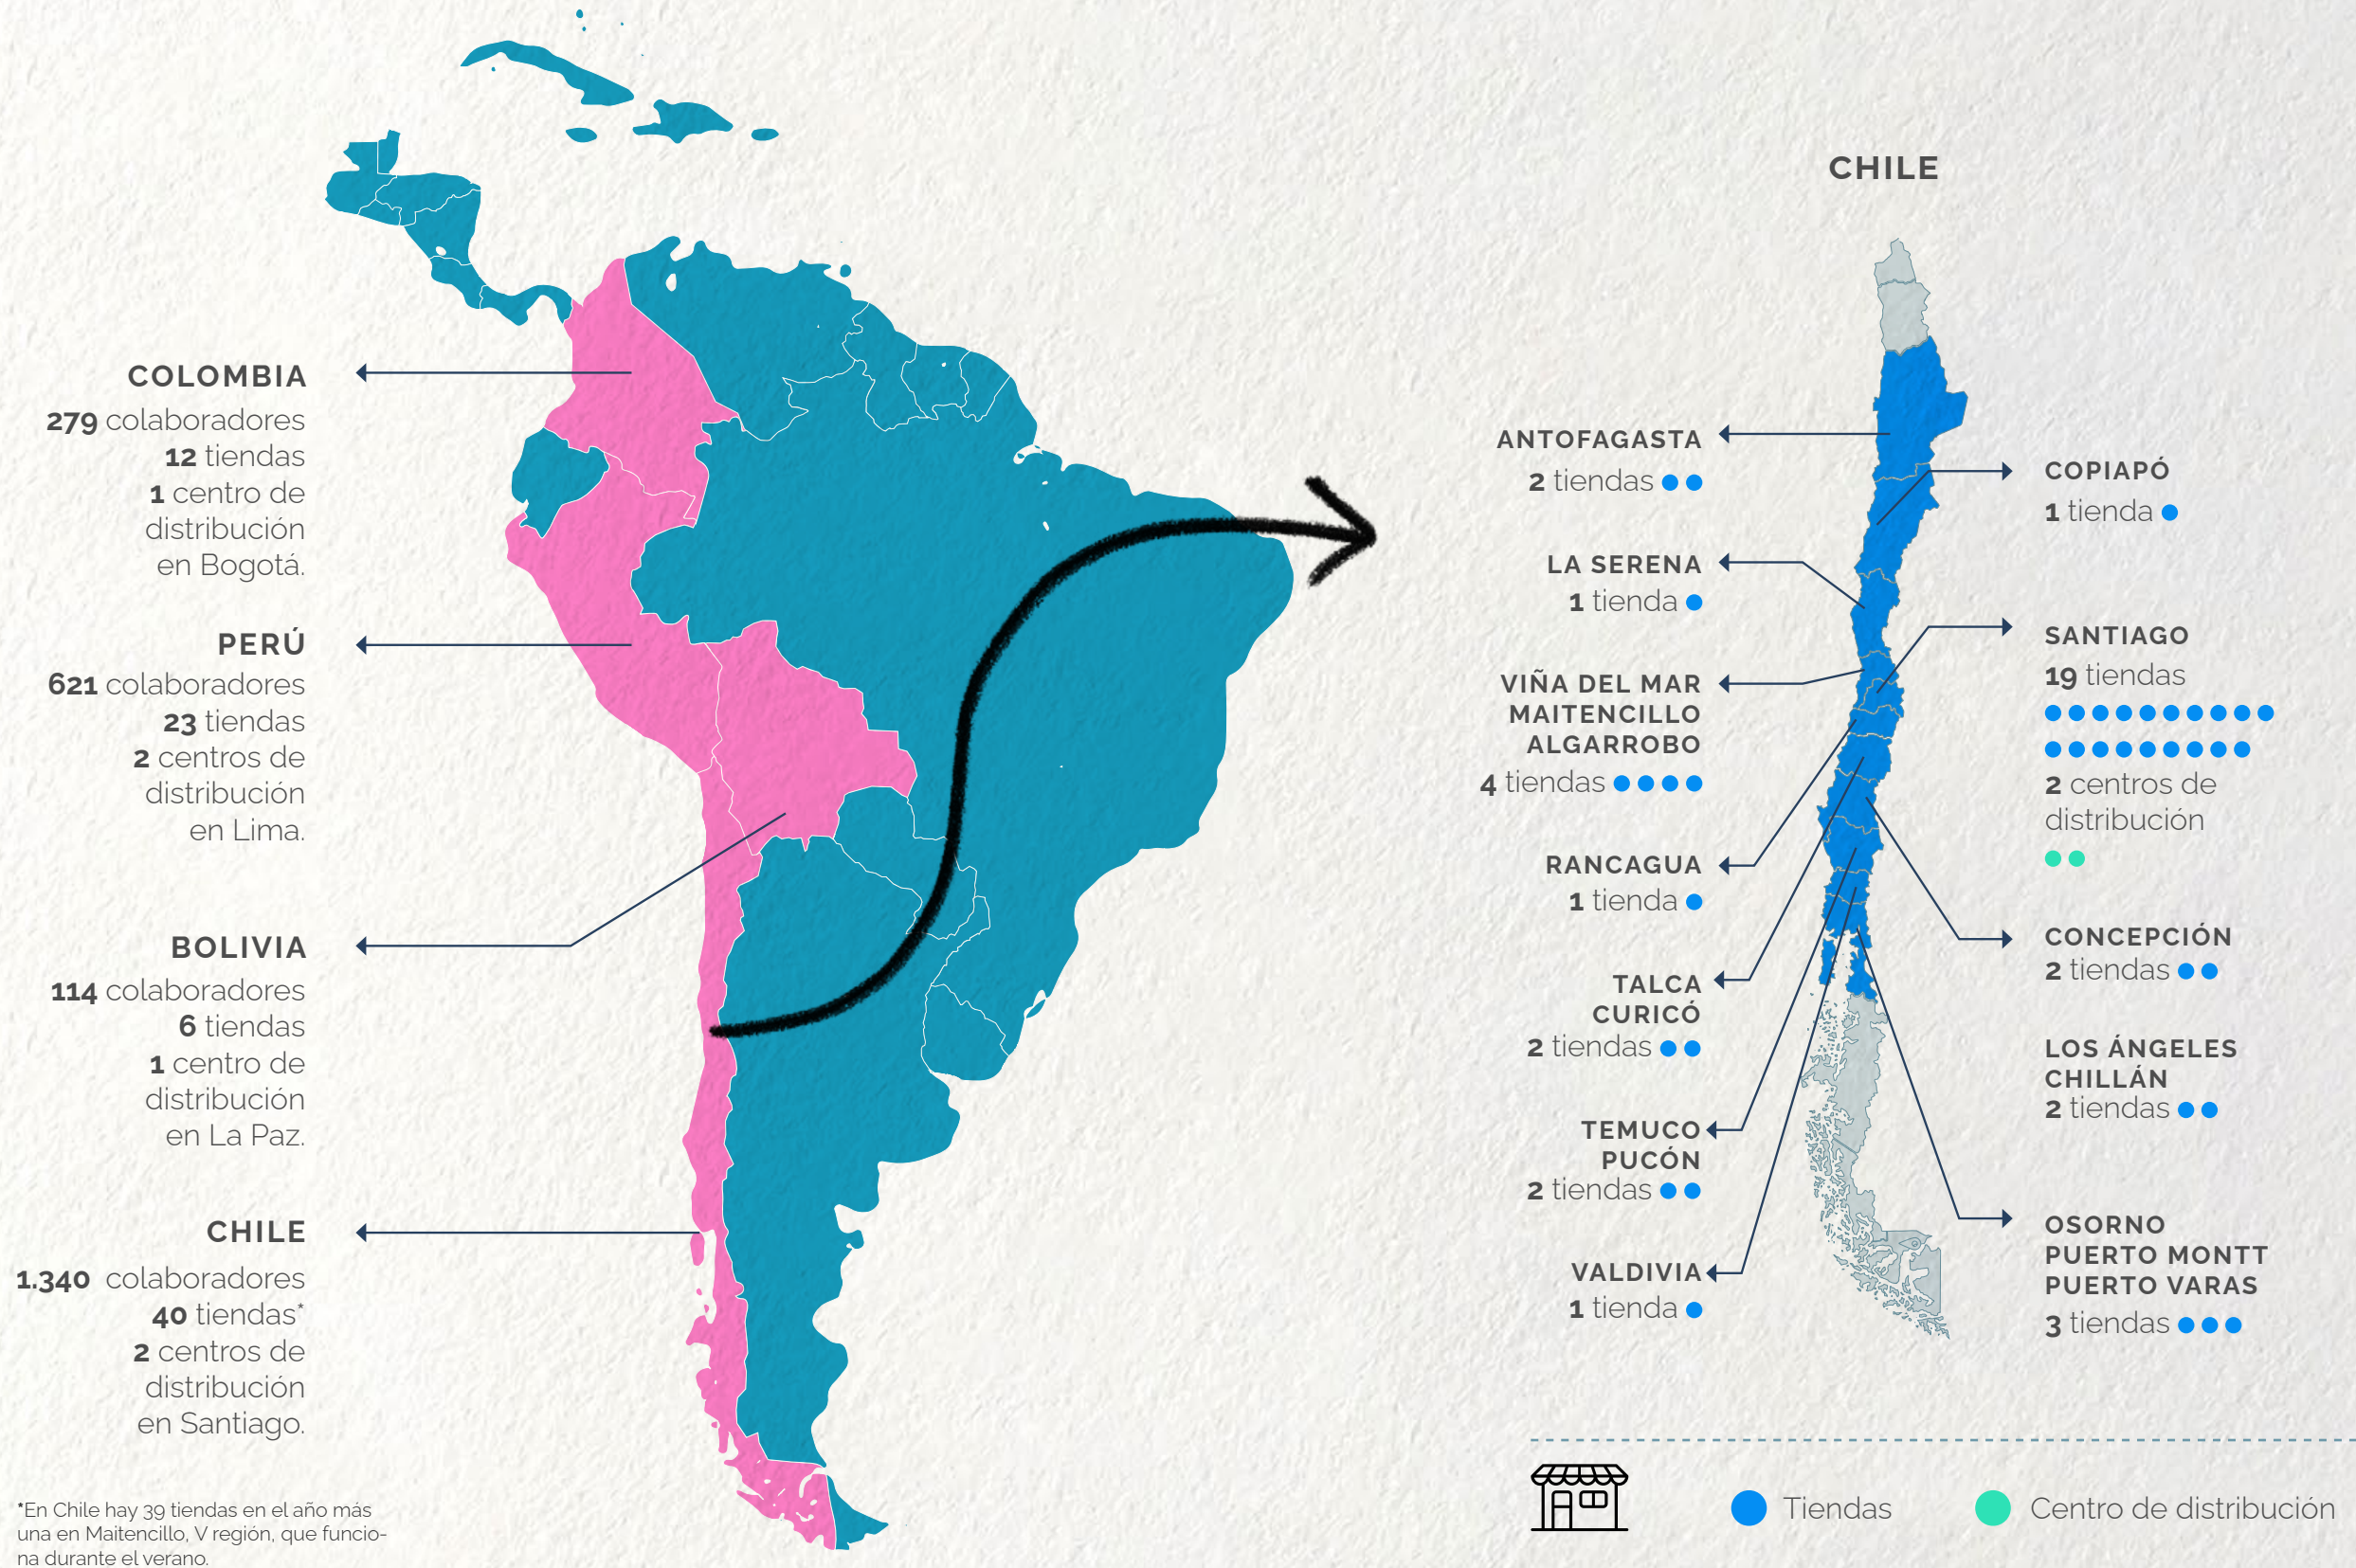 COLOMBIA
279 colaboradores
12 tiendas
1 centro de
distribución
en Bogotá.
PERÚ
621 colaboradores
23 tiendas
2 centros de
distribución
en Lima.
BOLIVIA
114 colaboradores
6 tiendas
1 centro de
distribución
en La Paz.
CHILE
1.340 colaboradores
40 tiendas*
2 centros de
distribución
en Santiago.
*En Chile hay 39 tiendas en el año más
una en Maitencillo, V región, que funcio-
na durante el verano.
CHILE
ANTOFAGASTA
2 tiendas
LA SERENA
1 tienda
VIÑA DEL MAR
MAITENCILLO
ALGARROBO
4 tiendas
RANCAGUA
1 tienda
TALCA
CURICÓ
2 tiendas
TEMUCO
PUCÓN
2 tiendas
VALDIVIA
1 tienda
COPIAPÓ
1 tienda
SANTIAGO
19 tiendas
2 centros de
distribución
CONCEPCIÓN
2 tiendas
LOS ÁNGELES
CHILLÁN
2 tiendas
OSORNO
PUERTO MONTT
PUERTO VARAS
3 tiendas
Tiendas
Centro de distribución